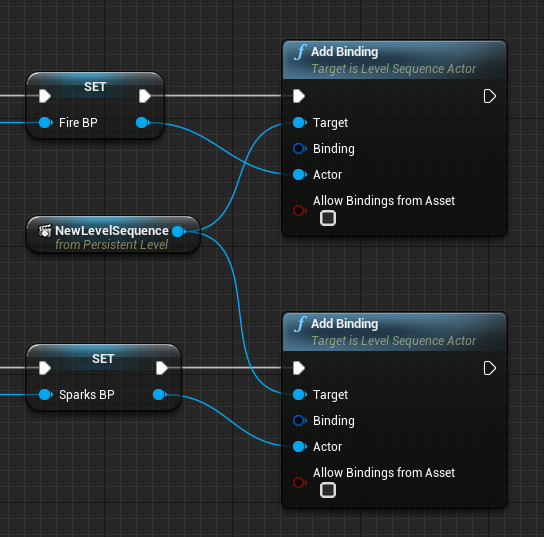 SET
Fire BP
Add Binding
Target is Level Sequence Actor
Target
Binding
Actor
Allow Bindings from Asset
NewLevelSequence
from Persistent Level
SET
Sparks BP
Add Binding
Target is Level Sequence Actor
Target
Binding
Actor
Allow Bindings from Asset